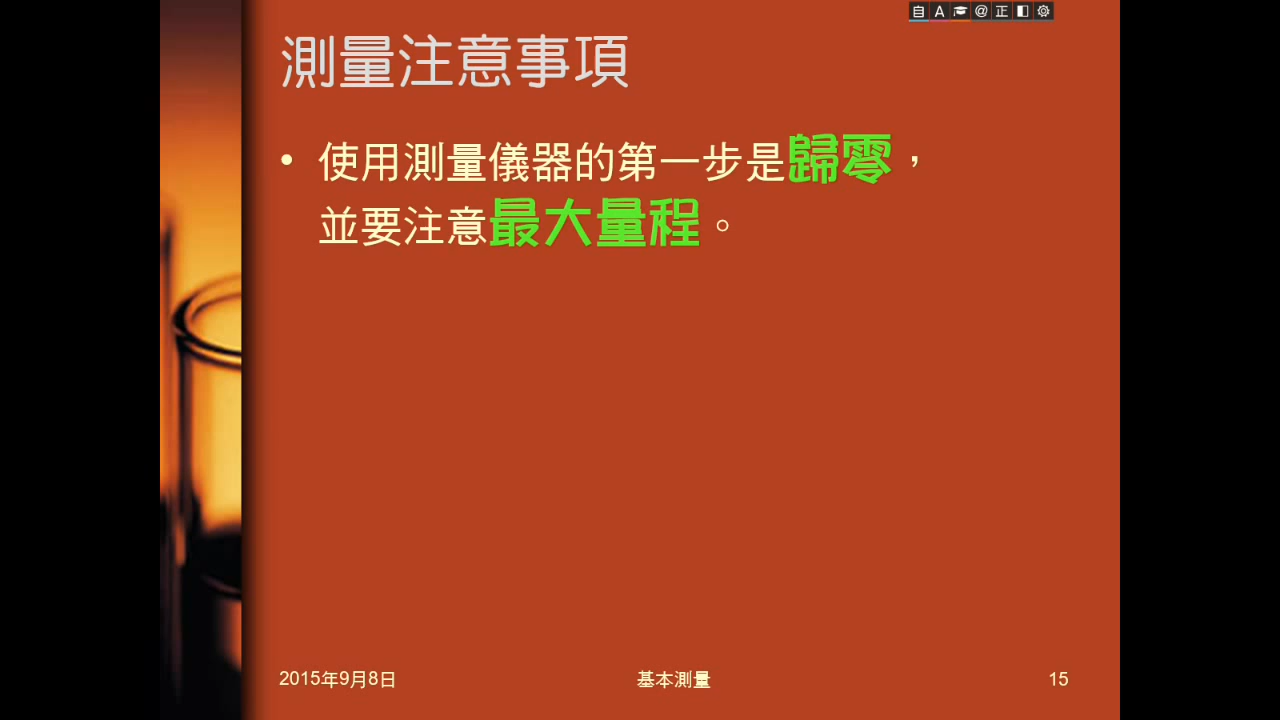 自 A @ 正
測量注意事項
• 使用測量儀器的第一步是歸零，
並要注意最大量程。
2015年9月8日 基本測量 15